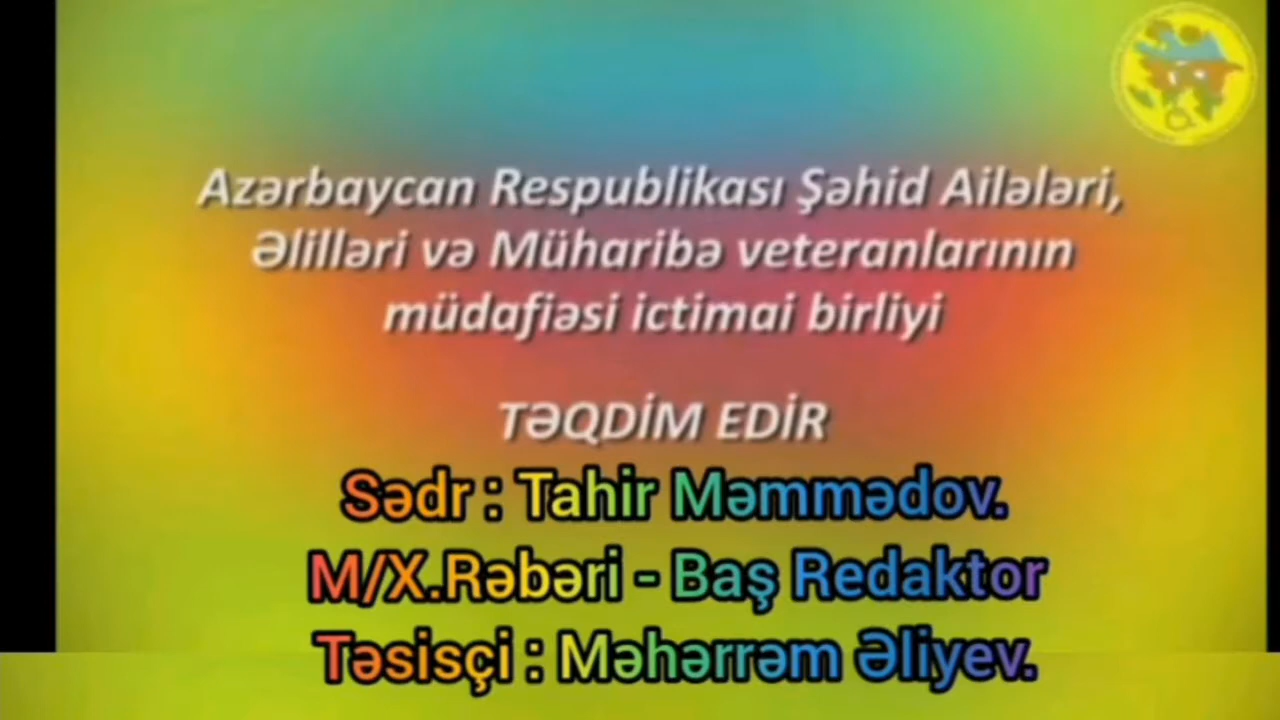 Azərbaycan Respublikası Şəhid Ailələri,
Əlilləri və Müharibə veteranlarının
müdafiəsi ictimai birliyi
TƏQDİM EDİR
Sədr : Tahir Məmmədov.
M/X.Rəbəri - Baş Redaktor
Təsisçi : Məhərrəm Əliyev.